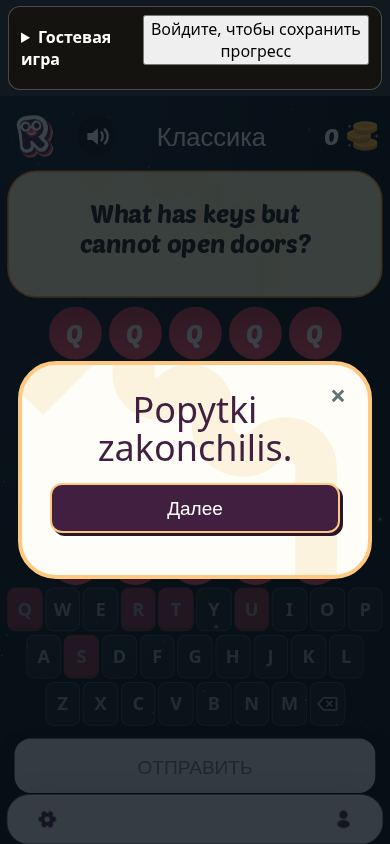 ▶ Гостевая игра
Войдите, чтобы сохранить
прогресс
Классика
0
What has keys but
cannot open doors?
Q Q Q Q Q
×
Popytki
zakonchilis.
Далее
Q W E R T Y U I O P
A S D F G H J K L
Z X C V B N M
ОТПРАВИТЬ